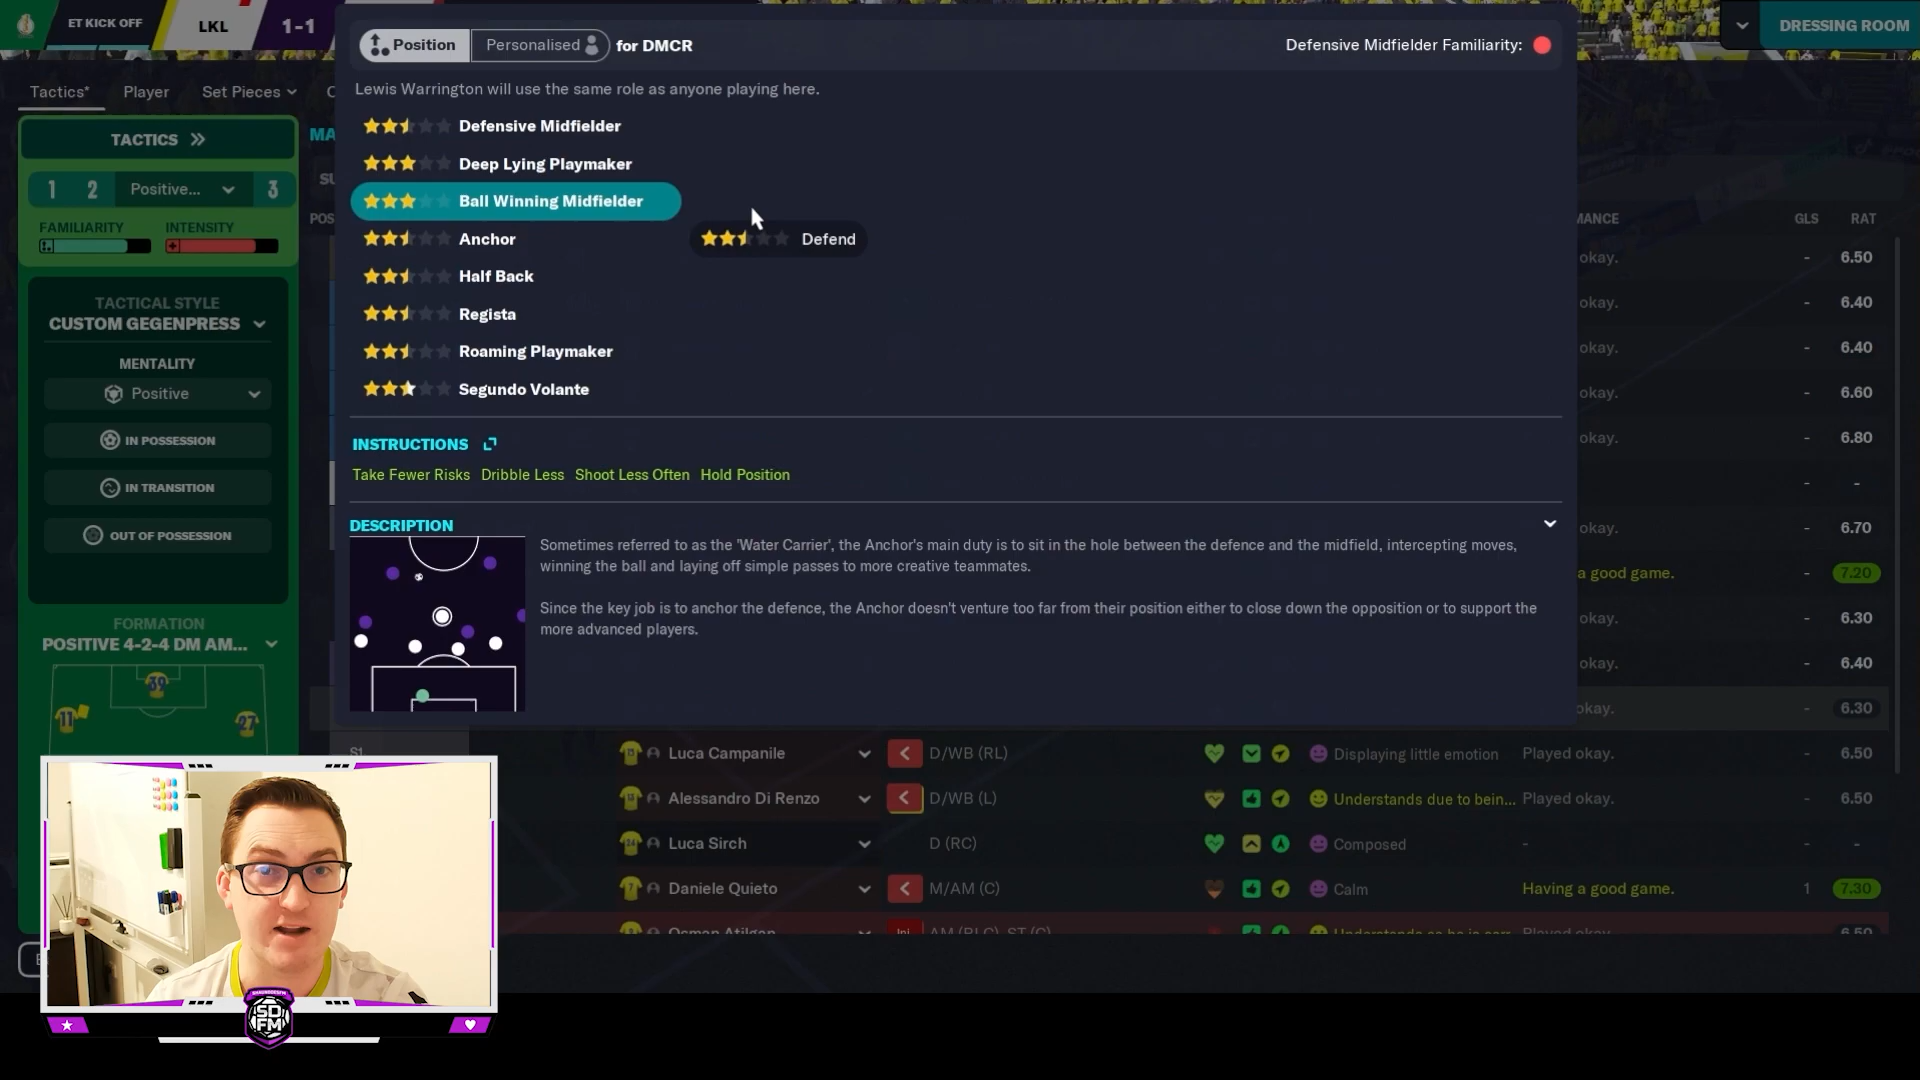 ET KICK OFF
LKL
1-1
DRESSING ROOM
Position
Personalised
for DMCR
Defensive Midfielder Familiarity:
Lewis Warrington will use the same role as anyone playing here.
Tactics*
Player
Set Pieces
TACTICS
1 2 Positive... 3
FAMILIARITY
INTENSITY
TACTICAL STYLE
CUSTOM GEGENPRESS
MENTALITY
Positive
IN POSSESSION
IN TRANSITION
OUT OF POSSESSION
FORMATION
POSITIVE 4-2-4 DM AM...
39
11
27
Defensive Midfielder
Deep Lying Playmaker
Ball Winning Midfielder
Anchor
Defend
Half Back
Regista
Roaming Playmaker
Segundo Volante
INSTRUCTIONS
Take Fewer Risks Dribble Less Shoot Less Often Hold Position
DESCRIPTION
Sometimes referred to as the 'Water Carrier', the Anchor's main duty is to sit in the hole between the defence and the midfield, intercepting moves,
winning the ball and laying off simple passes to more creative teammates.
Since the key job is to anchor the defence, the Anchor doesn't venture too far from their position either to close down the opposition or to support the
more advanced players.
GLS RAT
okay. - 6.50
okay. - 6.40
okay. - 6.40
okay. - 6.60
okay. - 6.80
- -
okay. - 6.70
a good game. - 7.20
okay. - 6.30
okay. - 6.40
okay. - 6.30
S1
Luca Campanile D/WB (RL) Displaying little emotion Played okay. - 6.50
Alessandro Di Renzo D/WB (L) Understands due to bein... Played okay. - 6.50
Luca Sirch D (RC) Composed - - -
Daniele Quieto M/AM (C) Calm Having a good game. 1 7.30
SD
FM